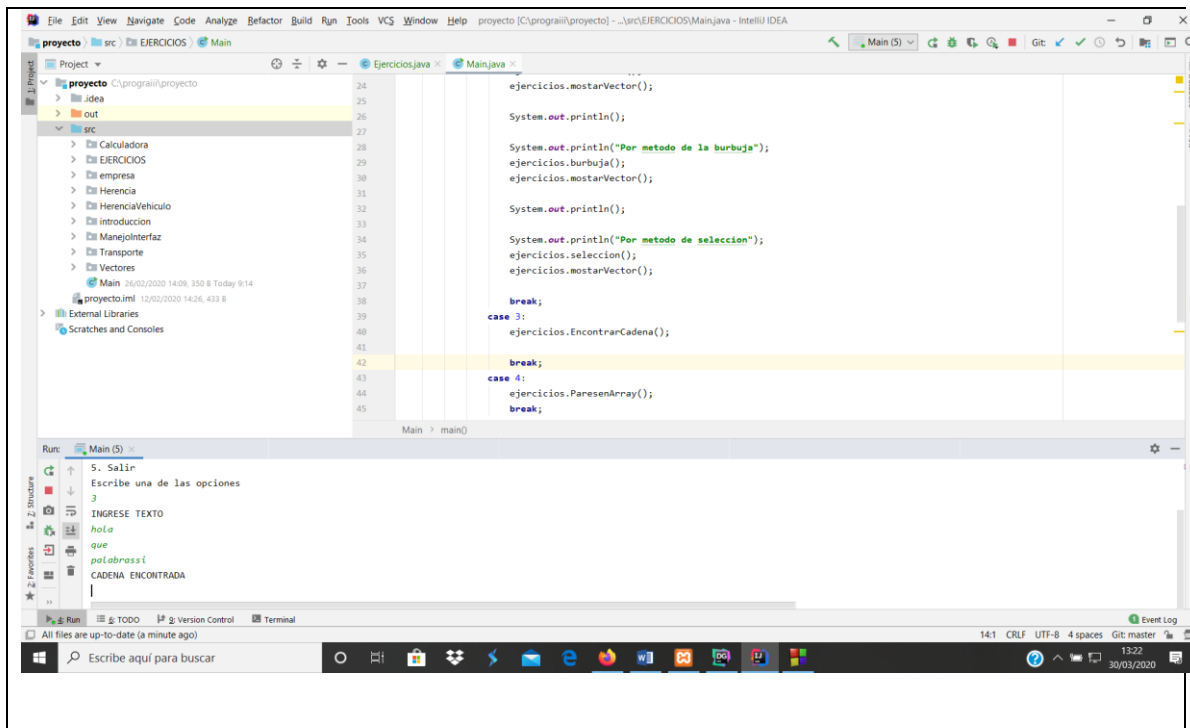 File Edit View Navigate Code Analyze Refactor Build Run Tools VCS Window Help proyecto [C:\prograiii\proyecto] - ...\src\EJERCICIOS\Main.java - IntelliJ IDEA
proyecto src EJERCICIOS Main Main (5) Git:
1: Project
Project Ejercicios.java Main.java
proyecto C:\prograiii\proyecto
.idea
out
src
Calculadora
EJERCICIOS
empresa
Herencia
HerenciaVehiculo
introduccion
ManejoInterfaz
Transporte
Vectores
Main 26/02/2020 14:09, 350 B Today 9:14
proyecto.iml 12/02/2020 14:26, 433 B
External Libraries
Scratches and Consoles
24 ejercicios.mostarVector();
25
26 System.out.println();
27
28 System.out.println("Por metodo de la burbuja");
29 ejercicios.burbuja();
30 ejercicios.mostarVector();
31
32 System.out.println();
33
34 System.out.println("Por metodo de seleccion");
35 ejercicios.seleccion();
36 ejercicios.mostarVector();
37
38 break;
39 case 3:
40 ejercicios.EncontrarCadena();
41
42 break;
43 case 4:
44 ejercicios.ParesenArray();
45 break;
Main > main()
Run: Main (5)
5. Salir
Escribe una de las opciones
3
INGRESE TEXTO
hola
que
palabrassi
CADENA ENCONTRADA
Z: Structure
2: Favorites
4: Run 6: TODO 9: Version Control Terminal 1 Event Log
All files are up-to-date (a minute ago) 14:1 CRLF UTF-8 4 spaces Git: master
Escribe aquí para buscar 13:22
30/03/2020